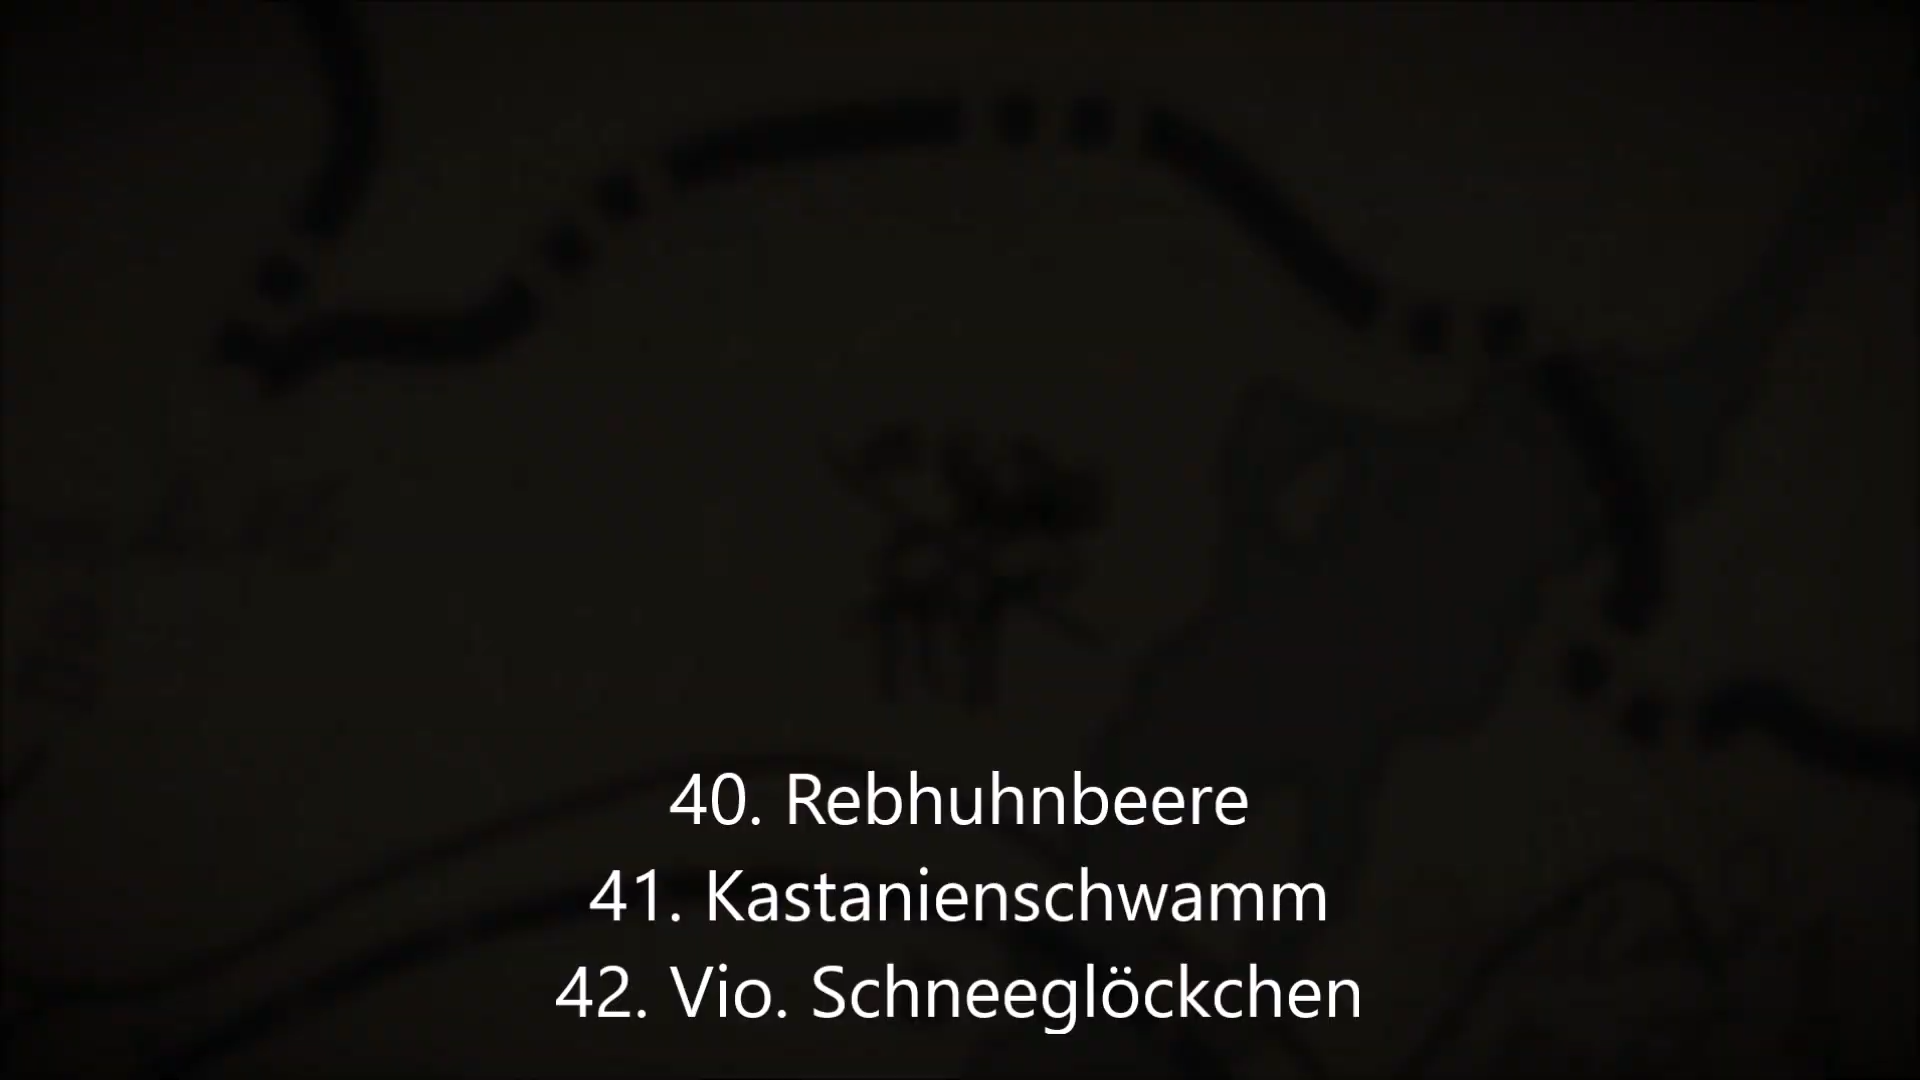 40. Rebhuhnbeere
41. Kastanienschwamm
42. Vio. Schneeglöckchen